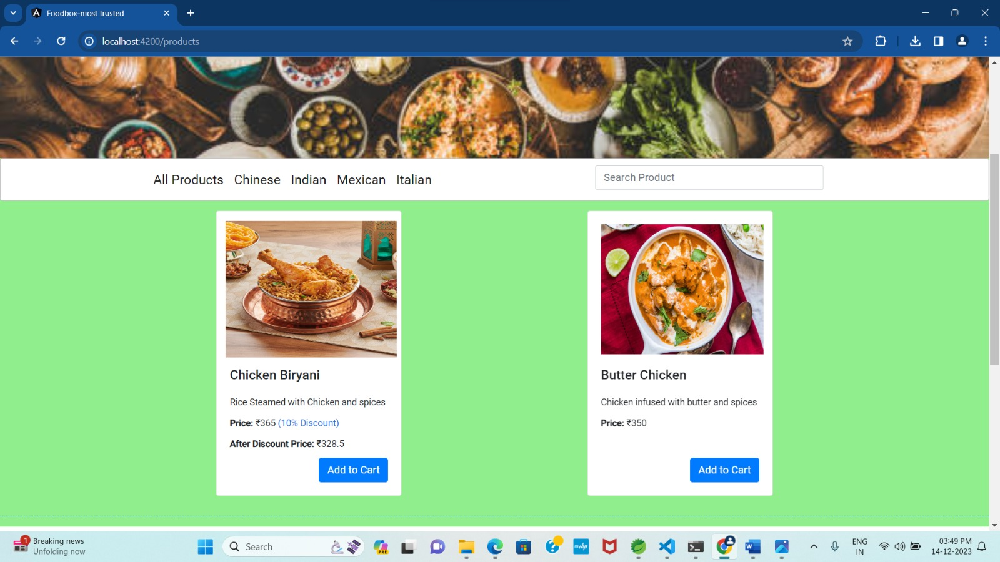 Foodbox-most trusted
localhost:4200/products
All Products Chinese Indian Mexican Italian
Search Product
Chicken Biryani
Rice Steamed with Chicken and spices
Price: ₹365 (10% Discount)
After Discount Price: ₹328.5
Add to Cart
Butter Chicken
Chicken infused with butter and spices
Price: ₹350
Add to Cart
1
Breaking news
Unfolding now
Search
PRE
myhp
W
ENG
IN
03:49 PM
14-12-2023